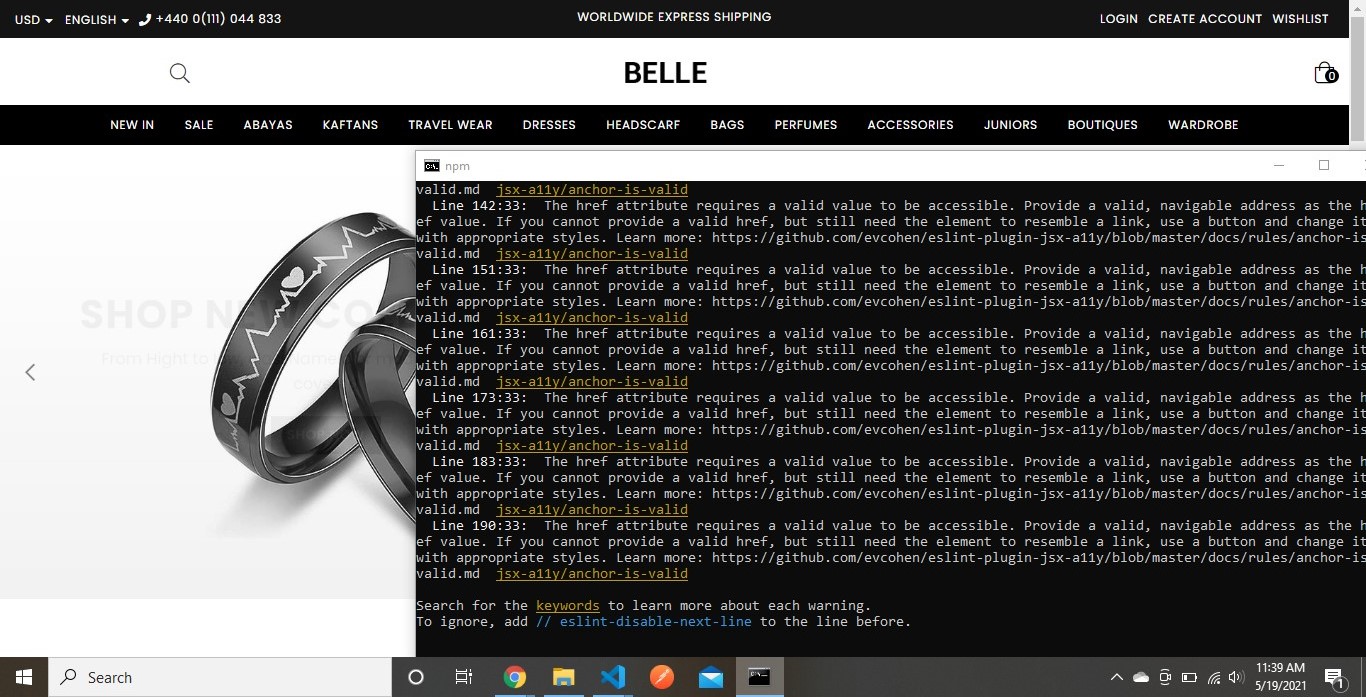 USD ENGLISH +440 0(111) 044 833 WORLDWIDE EXPRESS SHIPPING LOGIN CREATE ACCOUNT WISHLIST
BELLE 0
NEW IN SALE ABAYAS KAFTANS TRAVEL WEAR DRESSES HEADSCARF BAGS PERFUMES ACCESSORIES JUNIORS BOUTIQUES WARDROBE
SHOP NEW CO
From Hight to
cove
SHOP
npm
valid.md jsx-a11y/anchor-is-valid
Line 142:33: The href attribute requires a valid value to be accessible. Provide a valid, navigable address as the h
ef value. If you cannot provide a valid href, but still need the element to resemble a link, use a button and change it
with appropriate styles. Learn more: https://github.com/evcohen/eslint-plugin-jsx-a11y/blob/master/docs/rules/anchor-is
valid.md jsx-a11y/anchor-is-valid
Line 151:33: The href attribute requires a valid value to be accessible. Provide a valid, navigable address as the h
ef value. If you cannot provide a valid href, but still need the element to resemble a link, use a button and change it
with appropriate styles. Learn more: https://github.com/evcohen/eslint-plugin-jsx-a11y/blob/master/docs/rules/anchor-is
valid.md jsx-a11y/anchor-is-valid
Line 161:33: The href attribute requires a valid value to be accessible. Provide a valid, navigable address as the h
ef value. If you cannot provide a valid href, but still need the element to resemble a link, use a button and change it
with appropriate styles. Learn more: https://github.com/evcohen/eslint-plugin-jsx-a11y/blob/master/docs/rules/anchor-is
valid.md jsx-a11y/anchor-is-valid
Line 173:33: The href attribute requires a valid value to be accessible. Provide a valid, navigable address as the h
ef value. If you cannot provide a valid href, but still need the element to resemble a link, use a button and change it
with appropriate styles. Learn more: https://github.com/evcohen/eslint-plugin-jsx-a11y/blob/master/docs/rules/anchor-is
valid.md jsx-a11y/anchor-is-valid
Line 183:33: The href attribute requires a valid value to be accessible. Provide a valid, navigable address as the h
ef value. If you cannot provide a valid href, but still need the element to resemble a link, use a button and change it
with appropriate styles. Learn more: https://github.com/evcohen/eslint-plugin-jsx-a11y/blob/master/docs/rules/anchor-is
valid.md jsx-a11y/anchor-is-valid
Line 190:33: The href attribute requires a valid value to be accessible. Provide a valid, navigable address as the h
ef value. If you cannot provide a valid href, but still need the element to resemble a link, use a button and change it
with appropriate styles. Learn more: https://github.com/evcohen/eslint-plugin-jsx-a11y/blob/master/docs/rules/anchor-is
valid.md jsx-a11y/anchor-is-valid
Search for the keywords to learn more about each warning.
To ignore, add // eslint-disable-next-line to the line before.
Search
11:39 AM
5/19/2021
1